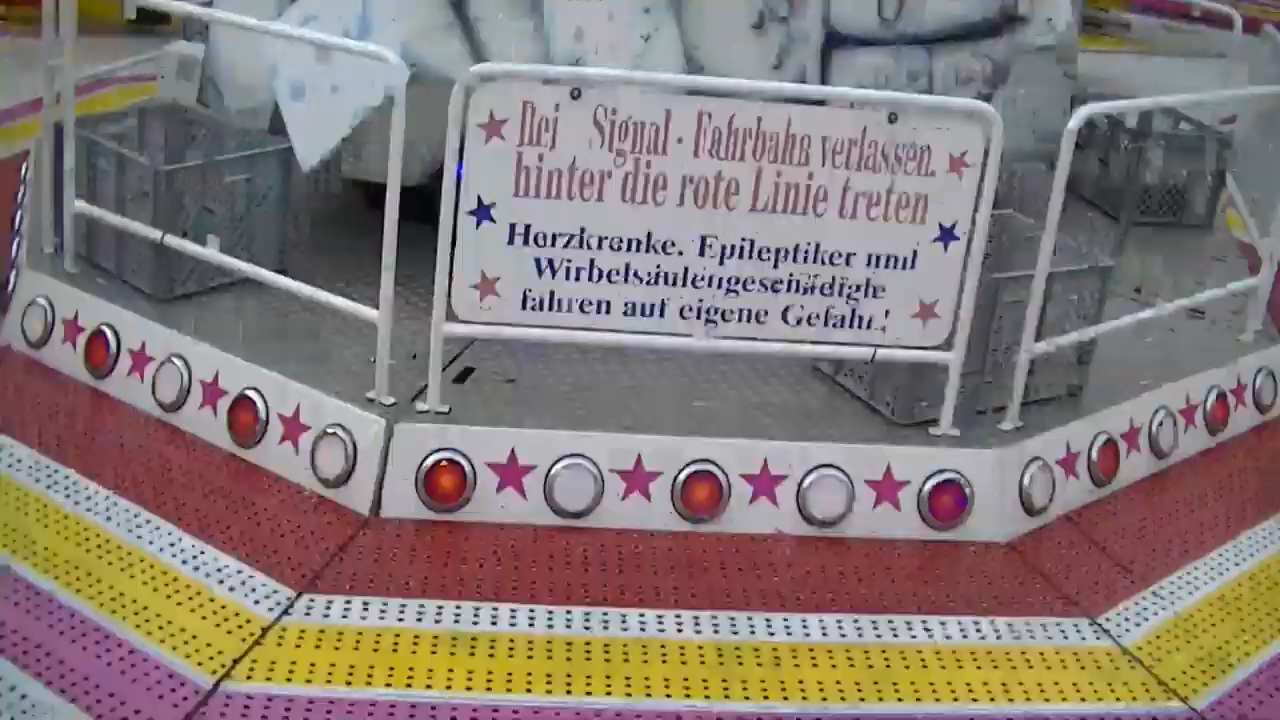 Bei Signal - Fahrbahn verlassen.
hinter die rote Linie treten
Herzkranke. Epileptiker und
Wirbelsäulengeschädigte
fahren auf eigene Gefahr!